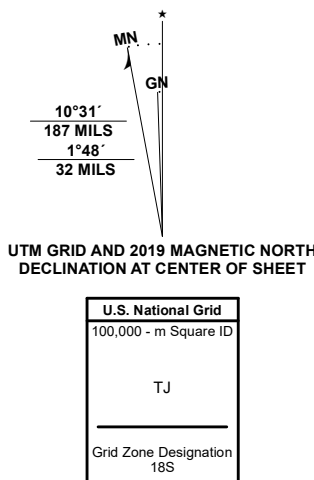 ★
MN
GN
10°31´
187 MILS
1°48´
32 MILS
UTM GRID AND 2019 MAGNETIC NORTH
DECLINATION AT CENTER OF SHEET
U.S. National Grid
100,000 - m Square ID
TJ
Grid Zone Designation
18S